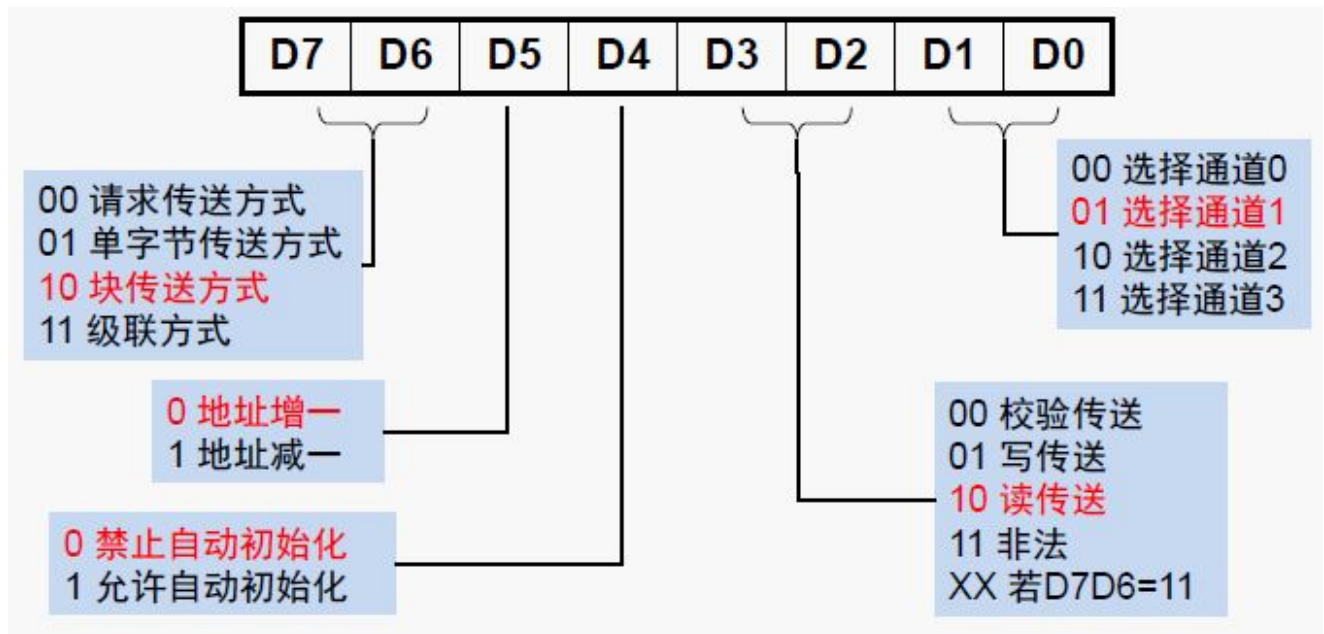 D7 D6 D5 D4 D3 D2 D1 D0
00 请求传送方式
01 单字节传送方式
10 块传送方式
11 级联方式
00 选择通道0
01 选择通道1
10 选择通道2
11 选择通道3
0 地址增一
1 地址减一
00 校验传送
01 写传送
10 读传送
11 非法
XX 若D7D6=11
0 禁止自动初始化
1 允许自动初始化